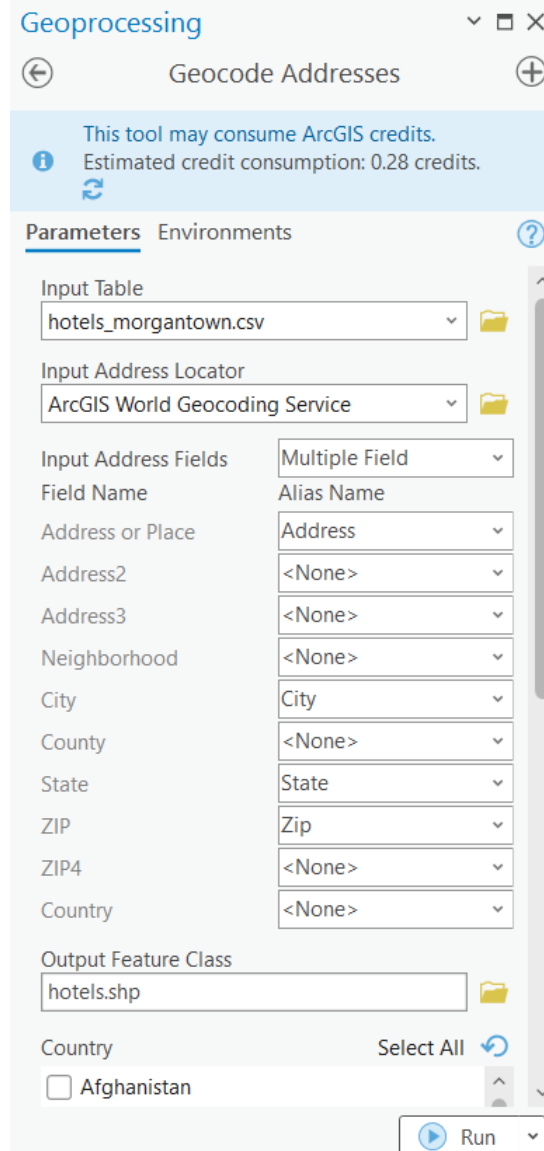 Geoprocessing
Geocode Addresses
This tool may consume ArcGIS credits.
Estimated credit consumption: 0.28 credits.
Parameters Environments
Input Table
hotels_morgantown.csv
Input Address Locator
ArcGIS World Geocoding Service
Input Address Fields Multiple Field
Field Name Alias Name
Address or Place Address
Address2 <None>
Address3 <None>
Neighborhood <None>
City City
County <None>
State State
ZIP Zip
ZIP4 <None>
Country <None>
Output Feature Class
hotels.shp
Country Select All
Afghanistan
Run